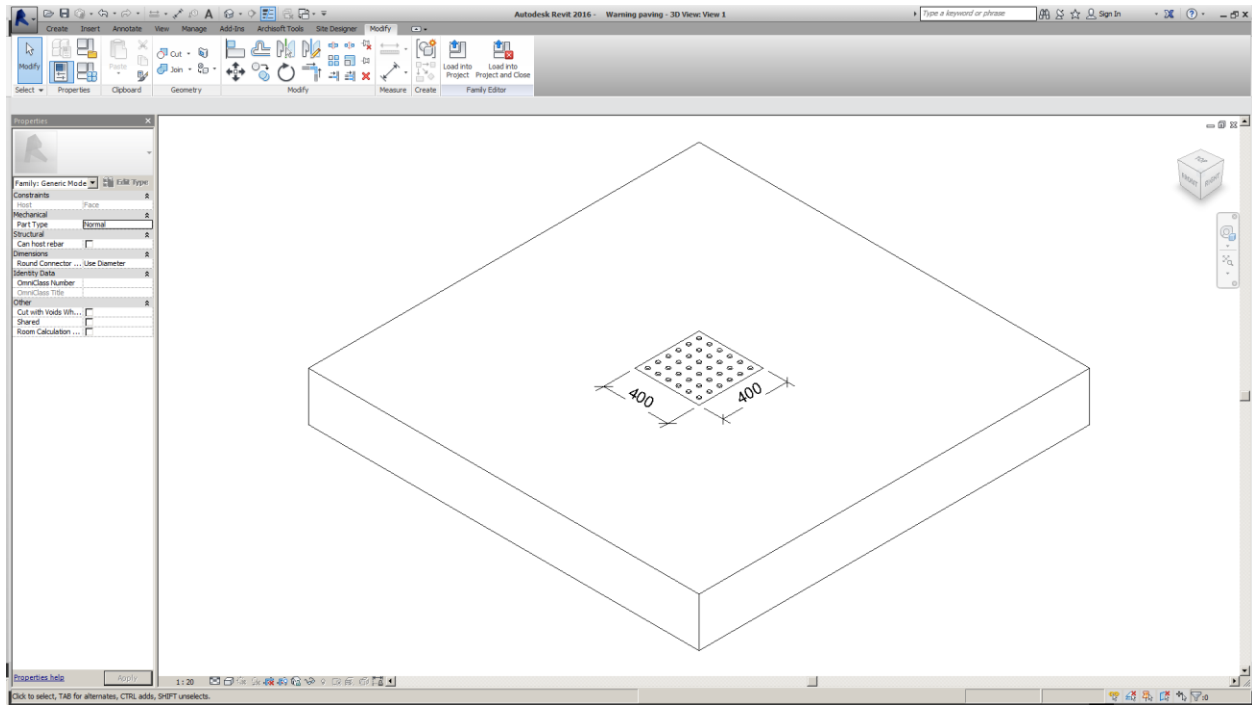 Autodesk Revit 2016 - Warning paving - 3D View: View 1
Type a keyword or phrase
Sign In
Create Insert Annotate View Manage Add-Ins Archisoft Tools Site Designer Modify
Modify
Paste
Cut
Join
Load into Project
Load into Project and Close
Select Properties Clipboard Geometry Modify Measure Create Family Editor
Properties
Family: Generic Mode
Edit Type
Constraints
Host Face
Mechanical
Part Type Normal
Structural
Can host rebar
Dimensions
Round Connector ... Use Diameter
Identity Data
OmniClass Number
OmniClass Title
Other
Cut with Voids Wh...
Shared
Room Calculation ...
TOP
FRONT RIGHT
400 400
Properties help
Apply
1 : 20
Click to select, TAB for alternates, CTRL adds, SHIFT unselects.
:0